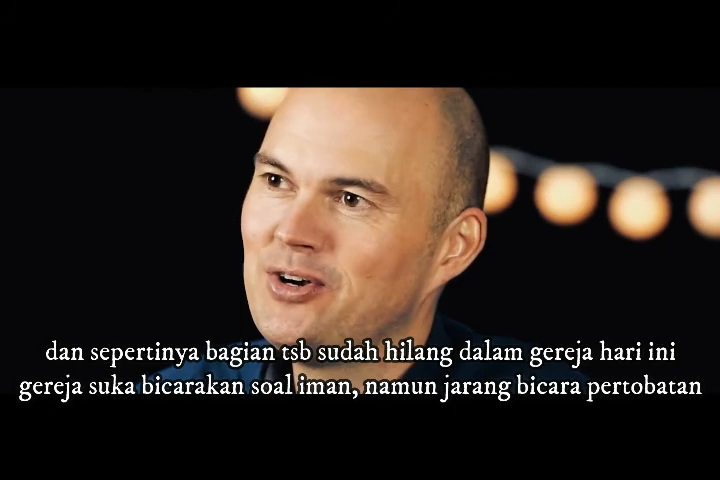 dan sepertinya bagian tsb sudah hilang dalam gereja hari ini
gereja suka bicarakan soal iman, namun jarang bicara pertobatan